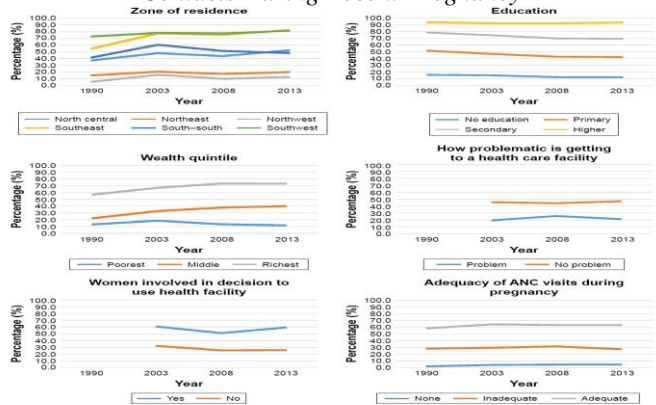 Contacts During Recent Pregnancy
Zone of residence
Percentage (%)
100.0
90.0
80.0
70.0
60.0
50.0
40.0
30.0
20.0
10.0
0.0
1990 2003 2008 2013
Year
North central Northeast Northwest
Southeast South–south Southwest
Education
Percentage (%)
100.0
90.0
80.0
70.0
60.0
50.0
40.0
30.0
20.0
10.0
0.0
1990 2003 2008 2013
Year
No education Primary
Secondary Higher
Wealth quintile
Percentage (%)
100.0
90.0
80.0
70.0
60.0
50.0
40.0
30.0
20.0
10.0
0.0
1990 2003 2008 2013
Year
Poorest Middle Richest
How problematic is getting
to a health care facility
Percentage (%)
100.0
90.0
80.0
70.0
60.0
50.0
40.0
30.0
20.0
10.0
0.0
1990 2003 2008 2013
Year
Problem No problem
Women involved in decision to
use health facility
Percentage (%)
100.0
90.0
80.0
70.0
60.0
50.0
40.0
30.0
20.0
10.0
0.0
1990 2003 2008 2013
Year
Yes No
Adequacy of ANC visits during
pregnancy
Percentage (%)
100.0
90.0
80.0
70.0
60.0
50.0
40.0
30.0
20.0
10.0
0.0
1990 2003 2008 2013
Year
None Inadequate Adequate